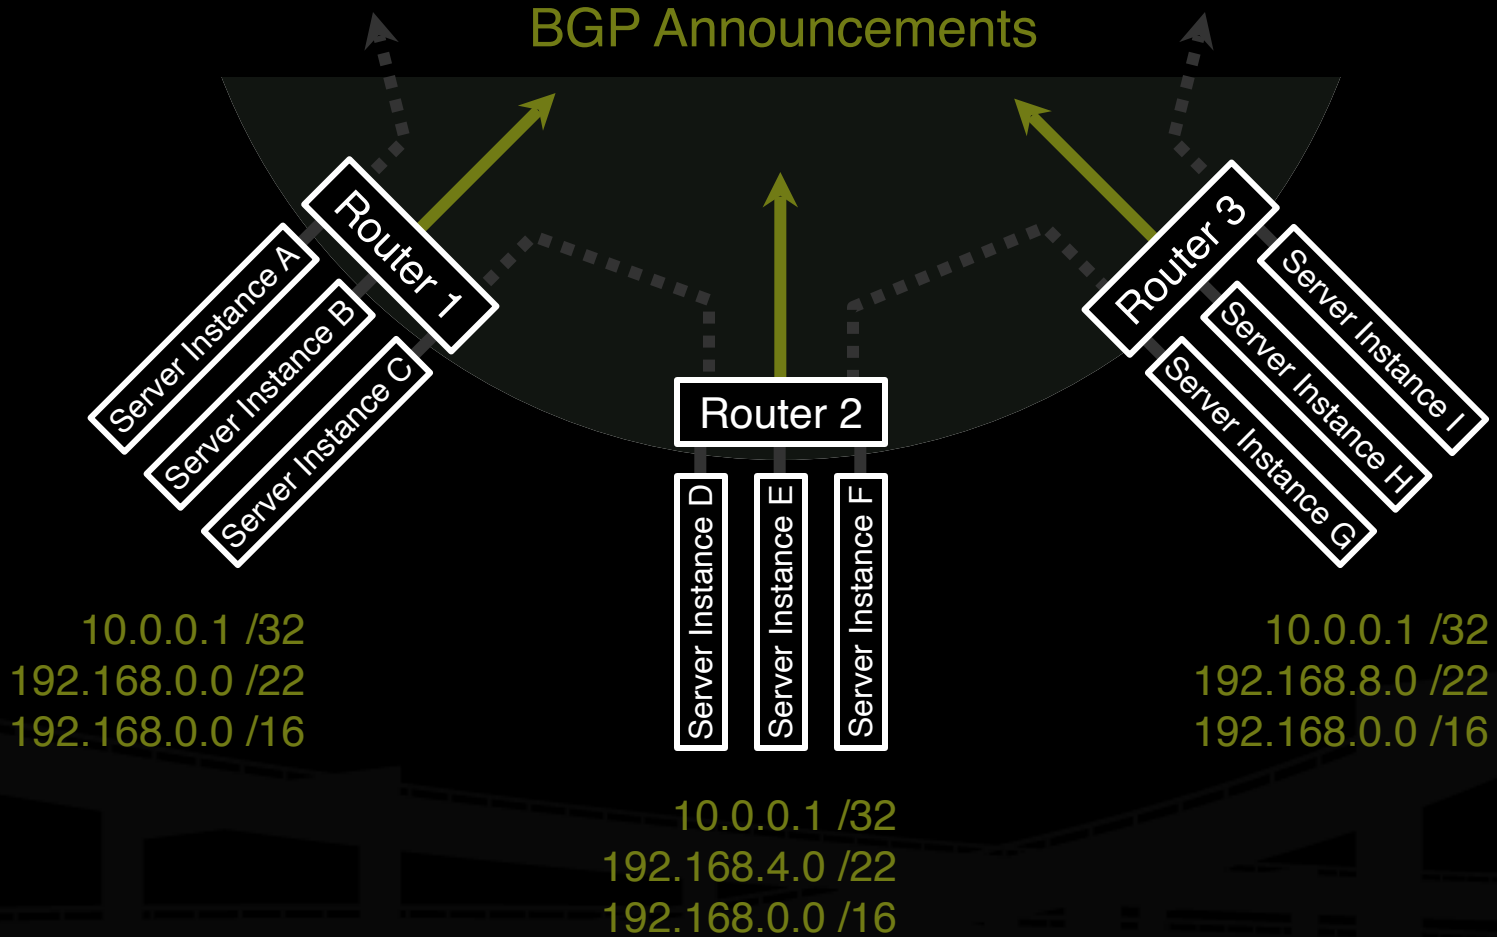 BGP Announcements
Router 1
Server Instance A
Server Instance B
Server Instance C
10.0.0.1 /32
192.168.0.0 /22
192.168.0.0 /16
Router 2
Server Instance D
Server Instance E
Server Instance F
10.0.0.1 /32
192.168.4.0 /22
192.168.0.0 /16
Router 3
Server Instance I
Server Instance H
Server Instance G
10.0.0.1 /32
192.168.8.0 /22
192.168.0.0 /16